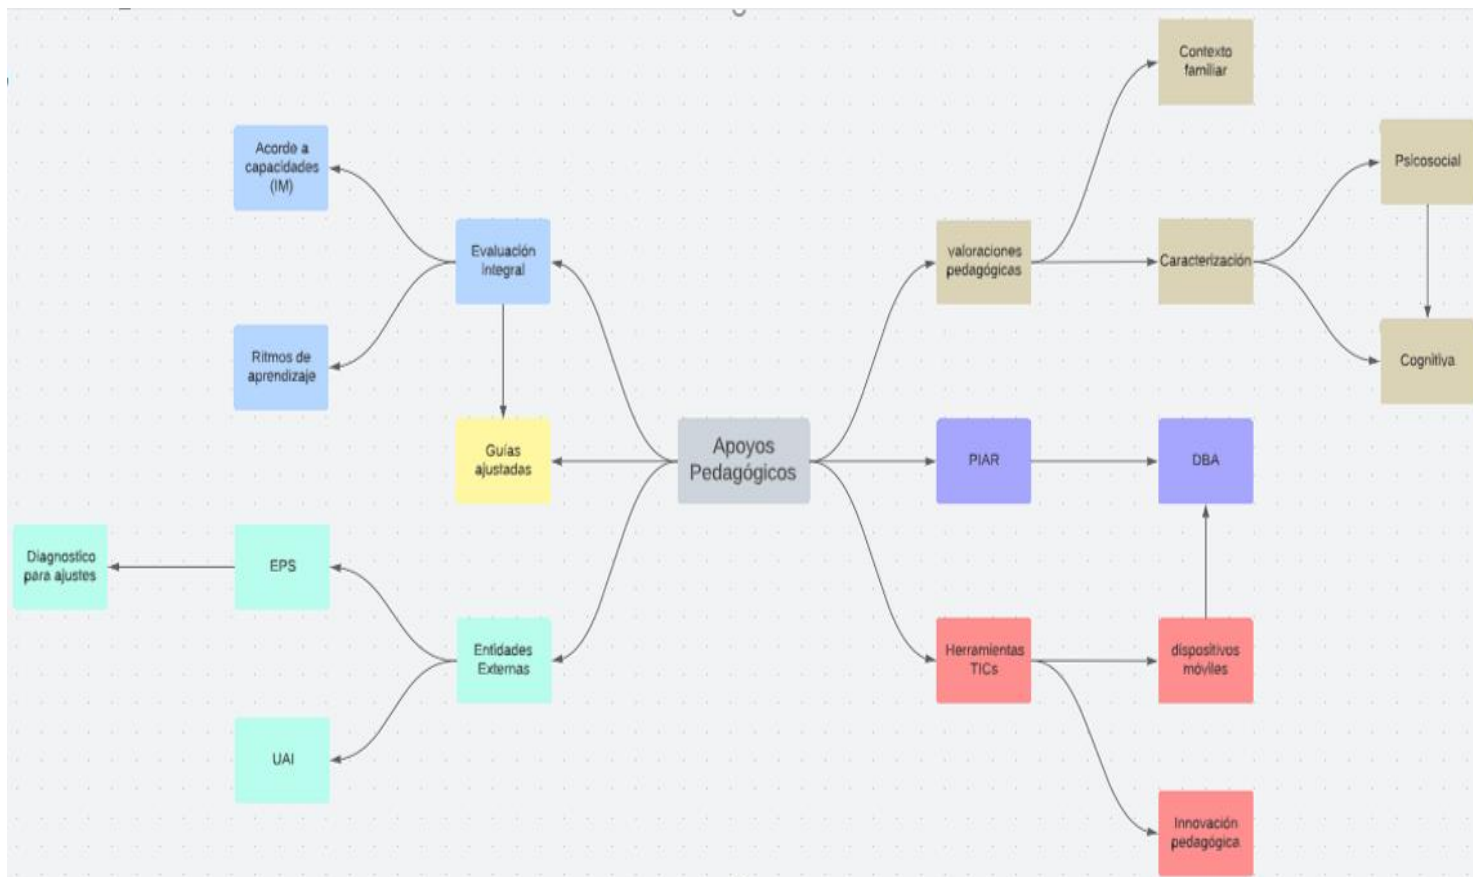 Contexto
familiar
Acorde a
capacidades
(IM)
Psicosocial
Evaluación
Integral
valoraciones
pedagógicas
Caracterización
Ritmos de
aprendizaje
Cognitiva
Guías
ajustadas
Apoyos
Pedagógicos
PIAR
DBA
Diagnostico
para ajustes
EPS
Entidades
Externas
Herramientas
TICs
dispositivos
móviles
UAI
Innovación
pedagógica